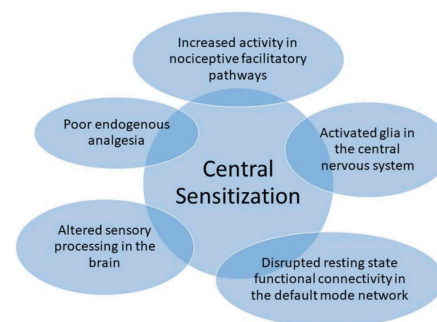 Increased activity in
nociceptive facilitatory
pathways
Poor endogenous
analgesia
Activated glia in
the central
nervous system
Central
Sensitization
Altered sensory
processing in the
brain
Disrupted resting state
functional connectivity in
the default mode network